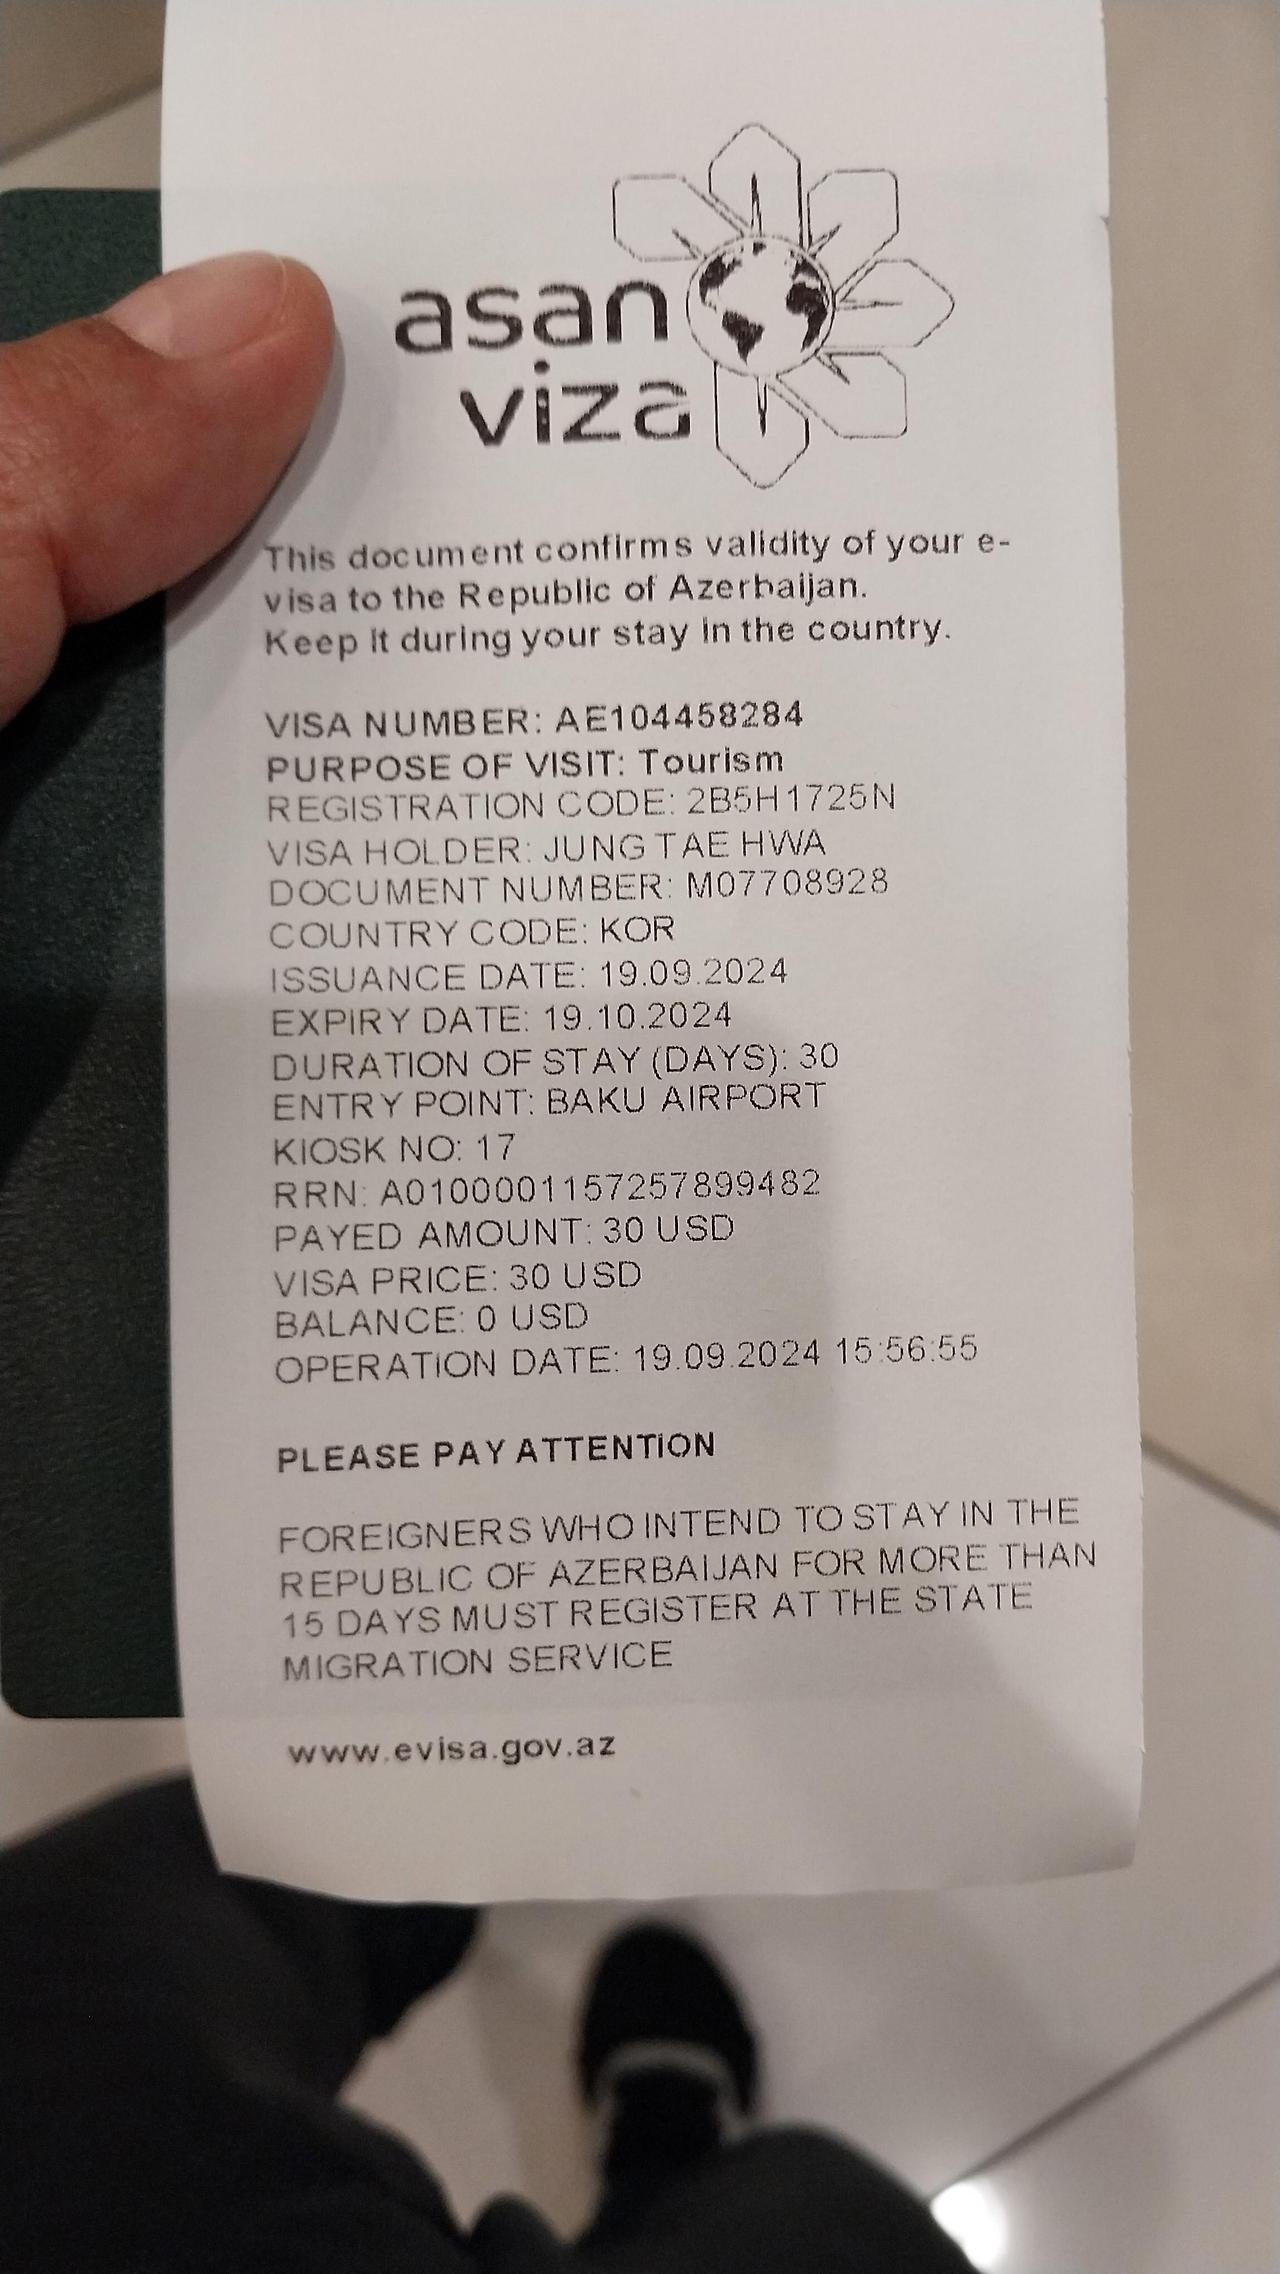 asan
viza
This document confirms validity of your e-
visa to the Republic of Azerbaijan.
Keep it during your stay in the country.
VISA NUMBER: AE104458284
PURPOSE OF VISIT: Tourism
REGISTRATION CODE: 2B5H1725N
VISA HOLDER: JUNG TAE HWA
DOCUMENT NUMBER: M07708928
COUNTRY CODE: KOR
ISSUANCE DATE: 19.09.2024
EXPIRY DATE: 19.10.2024
DURATION OF STAY (DAYS): 30
ENTRY POINT: BAKU AIRPORT
KIOSK NO: 17
RRN: A0100001157257899482
PAYED AMOUNT: 30 USD
VISA PRICE: 30 USD
BALANCE: 0 USD
OPERATION DATE: 19.09.2024 15:56:55
PLEASE PAY ATTENTION
FOREIGNERS WHO INTEND TO STAY IN THE
REPUBLIC OF AZERBAIJAN FOR MORE THAN
15 DAYS MUST REGISTER AT THE STATE
MIGRATION SERVICE
www.evisa.gov.az